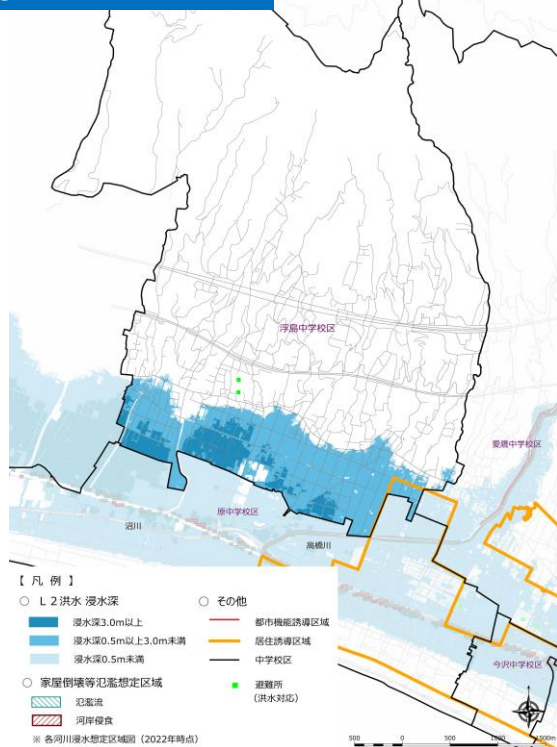 浮島中学校区
愛鷹中学校区
原中学校区
沼川
高橋川
今沢中学校区
【 凡 例 】
○ L2洪水 浸水深
浸水深3.0m以上
浸水深0.5m以上3.0m未満
浸水深0.5m未満
○ 家屋倒壊等氾濫想定区域
氾濫流
河岸侵食
※ 各河川浸水想定区域図(2022年時点)
○ その他
都市機能誘導区域
居住誘導区域
中学校区
避難所
(洪水対応)
500 0 500 1000 1500m